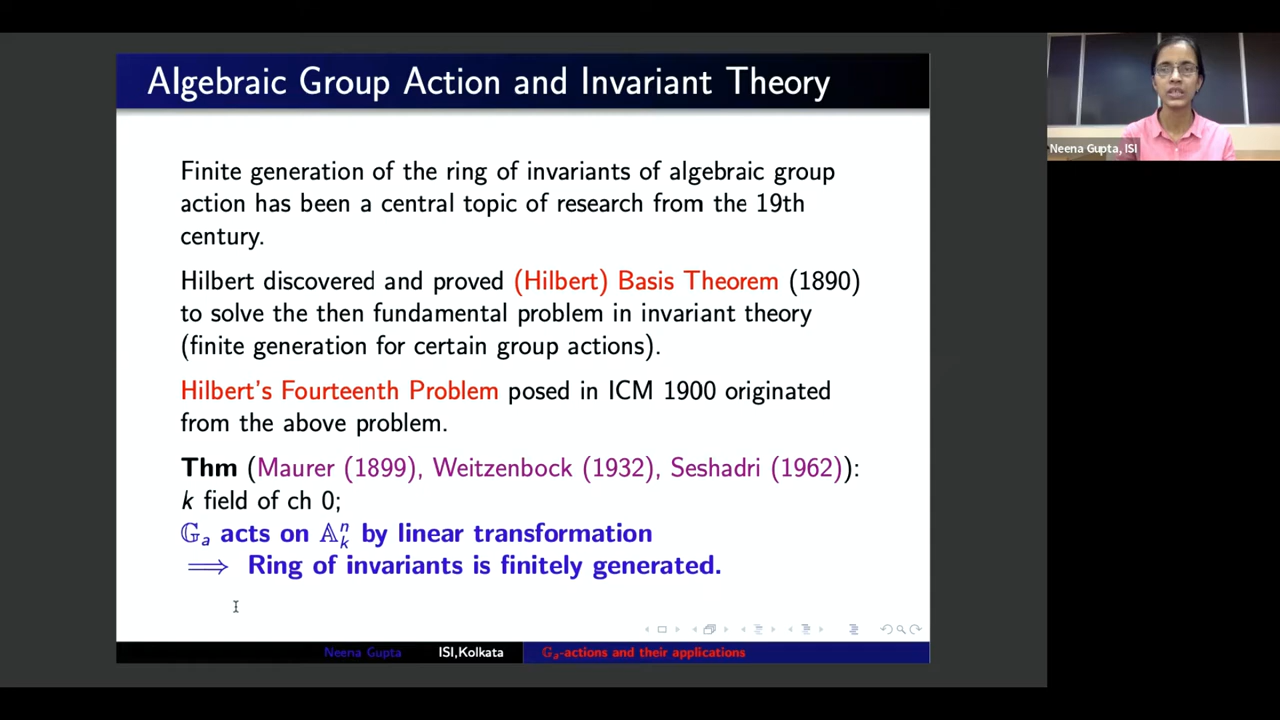 Algebraic Group Action and Invariant Theory
Neena Gupta, ISI
Finite generation of the ring of invariants of algebraic group
action has been a central topic of research from the 19th
century.
Hilbert discovered and proved (Hilbert) Basis Theorem (1890)
to solve the then fundamental problem in invariant theory
(finite generation for certain group actions).
Hilbert's Fourteenth Problem posed in ICM 1900 originated
from the above problem.
Thm (Maurer (1899), Weitzenbock (1932), Seshadri (1962)):
k field of ch 0;
𝔾ₐ acts on 𝔸ⁿₖ by linear transformation
⟹ Ring of invariants is finitely generated.
Neena Gupta ISI,Kolkata 𝔾ₐ-actions and their applications